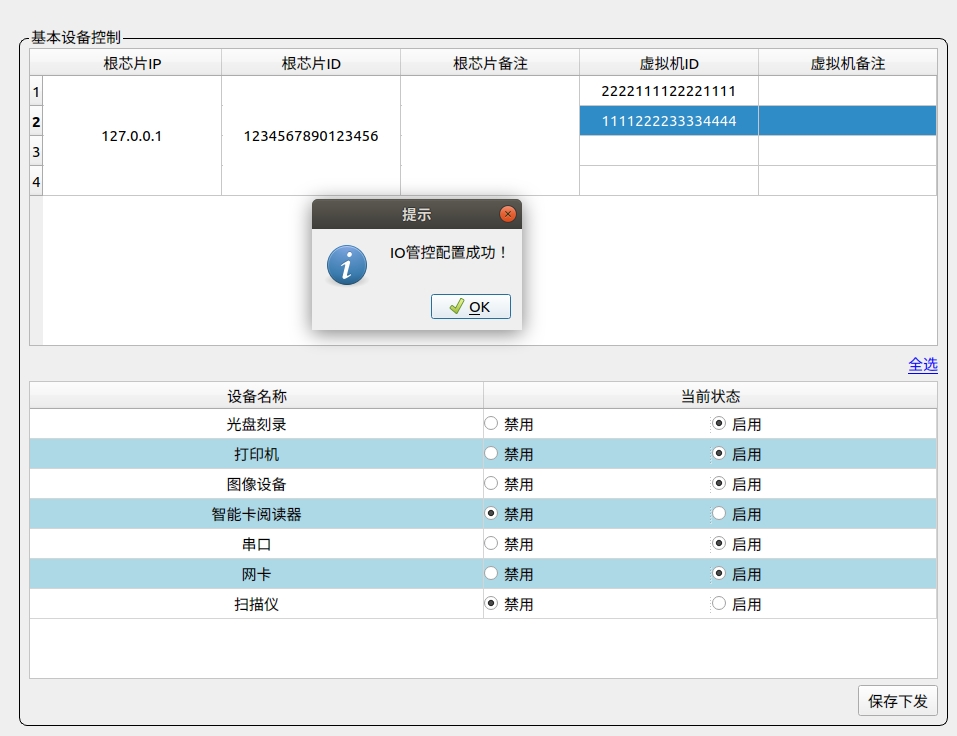 基本设备控制
根芯片IP 根芯片ID 根芯片备注 虚拟机ID 虚拟机备注
1 2222111122221111
2 1111222233334444
127.0.0.1 1234567890123456
3
4
提示
IO管控配置成功！
OK
全选
设备名称 当前状态
光盘刻录 禁用 启用
打印机 禁用 启用
图像设备 禁用 启用
智能卡阅读器 禁用 启用
串口 禁用 启用
网卡 禁用 启用
扫描仪 禁用 启用
保存下发